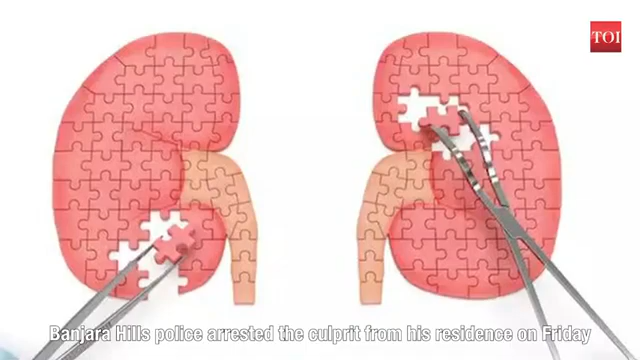 TOI
Banjara Hills police arrested the culprit from his residence on Friday